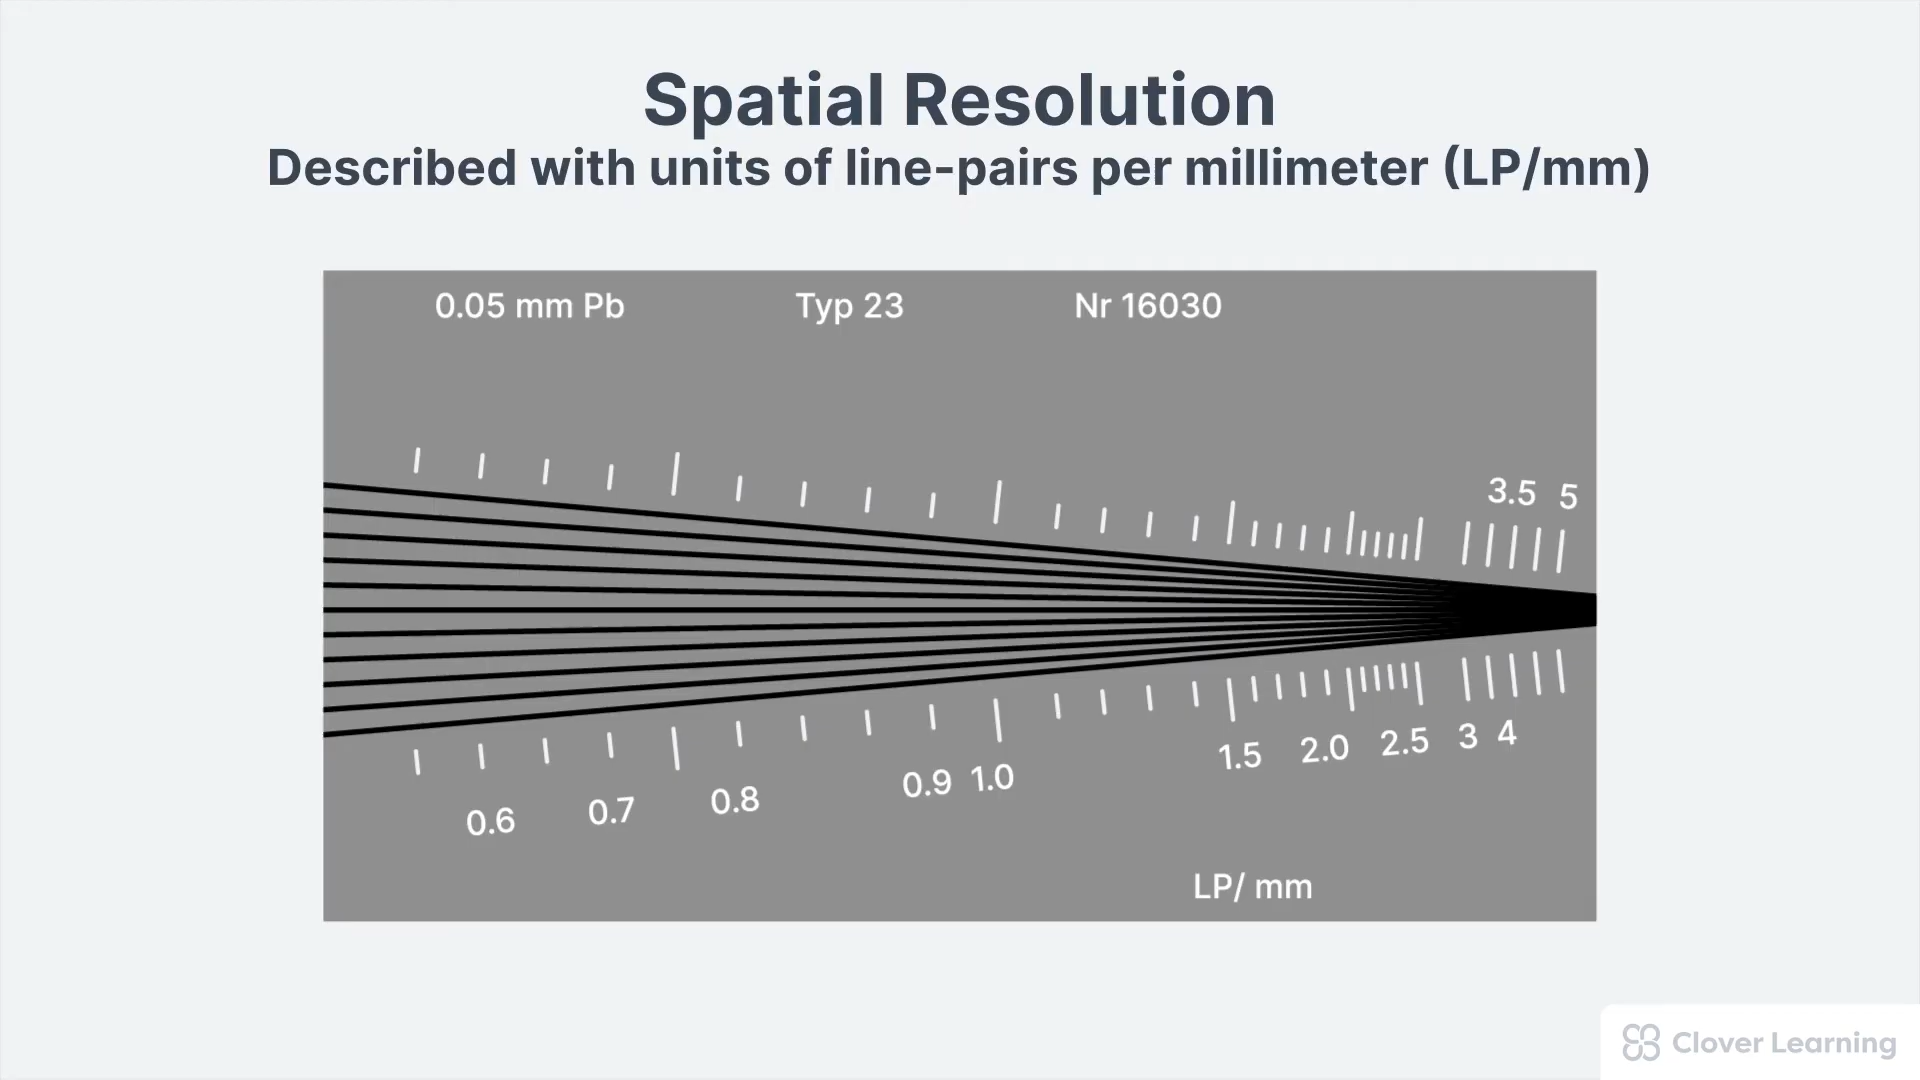 Spatial Resolution
Described with units of line-pairs per millimeter (LP/mm)
0.05 mm Pb Typ 23 Nr 16030
3.5 5
0.6 0.7 0.8 0.9 1.0 1.5 2.0 2.5 3 4
LP/ mm
Clover Learning